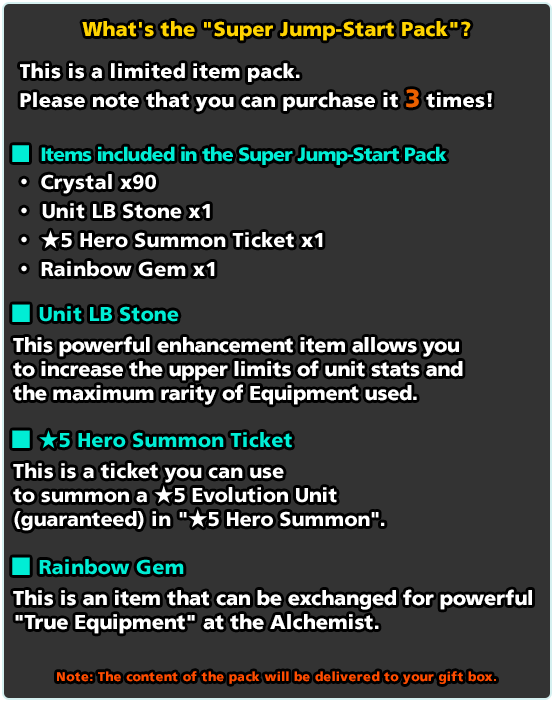 What's the "Super Jump-Start Pack"?
This is a limited item pack.
Please note that you can purchase it 3 times!
■ Items included in the Super Jump-Start Pack
• Crystal x90
• Unit LB Stone x1
• ★5 Hero Summon Ticket x1
• Rainbow Gem x1
■ Unit LB Stone
This powerful enhancement item allows you
to increase the upper limits of unit stats and
the maximum rarity of Equipment used.
■ ★5 Hero Summon Ticket
This is a ticket you can use
to summon a ★5 Evolution Unit
(guaranteed) in "★5 Hero Summon".
■ Rainbow Gem
This is an item that can be exchanged for powerful
"True Equipment" at the Alchemist.
Note: The content of the pack will be delivered to your gift box.